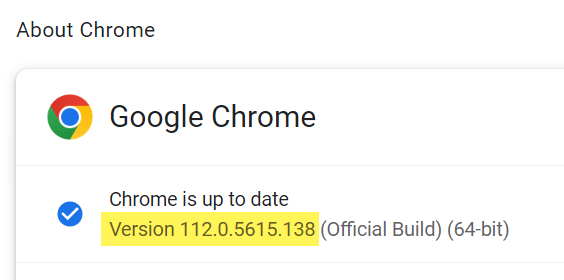 About Chrome
Google Chrome
Chrome is up to date
Version 112.0.5615.138 (Official Build) (64-bit)